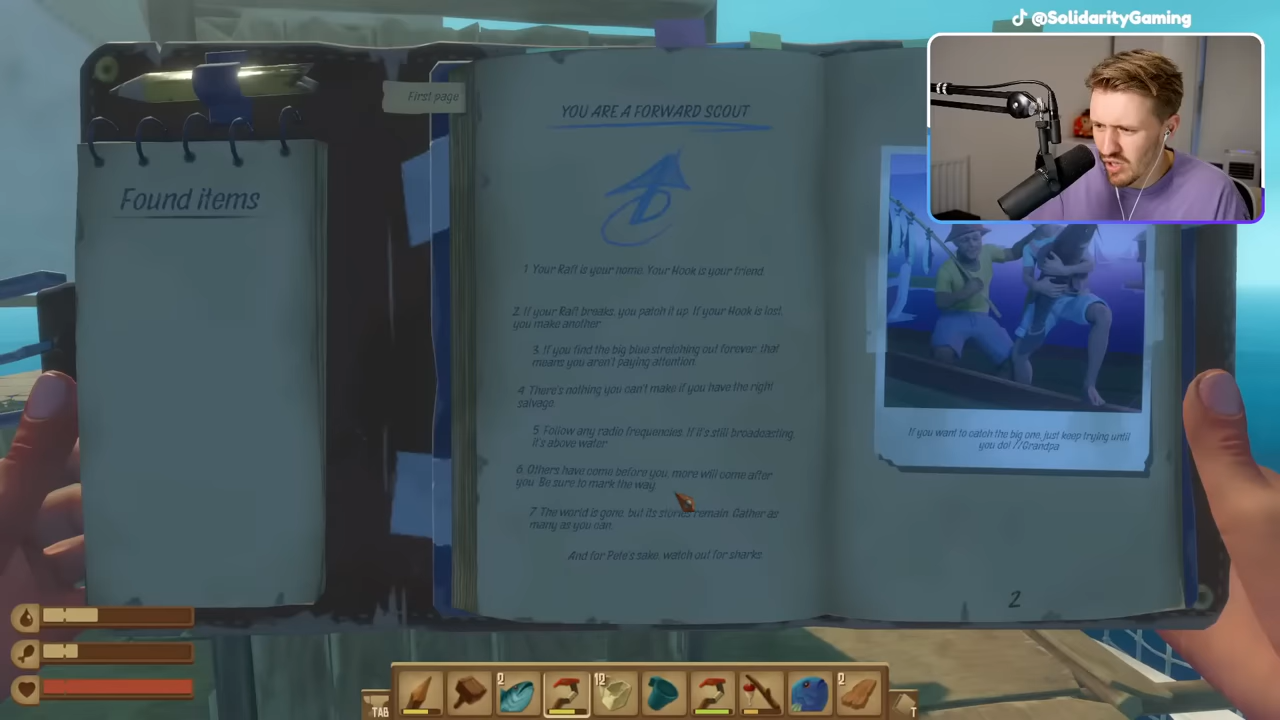 @SolidarityGaming
First page
YOU ARE A FORWARD SCOUT
Found items
1 Your Raft is your home. Your Hook is your friend.
2. If your Raft breaks, you patch it up. If your Hook is lost,
you make another.
3. If you find the big blue stretching out forever, that
means you aren't paying attention.
4. There's nothing you can't make if you have the right
salvage.
5. Follow any radio frequencies. If it's still broadcasting,
it's above water.
6. Others have come before you, more will come after
you. Be sure to mark the way.
7. The world is gone, but its stories remain. Gather as
many as you can.
And for Pete's sake, watch out for sharks.
If you want to catch the big one, just keep trying until
you do! //Grandpa
2
2
12
2
TAB
T